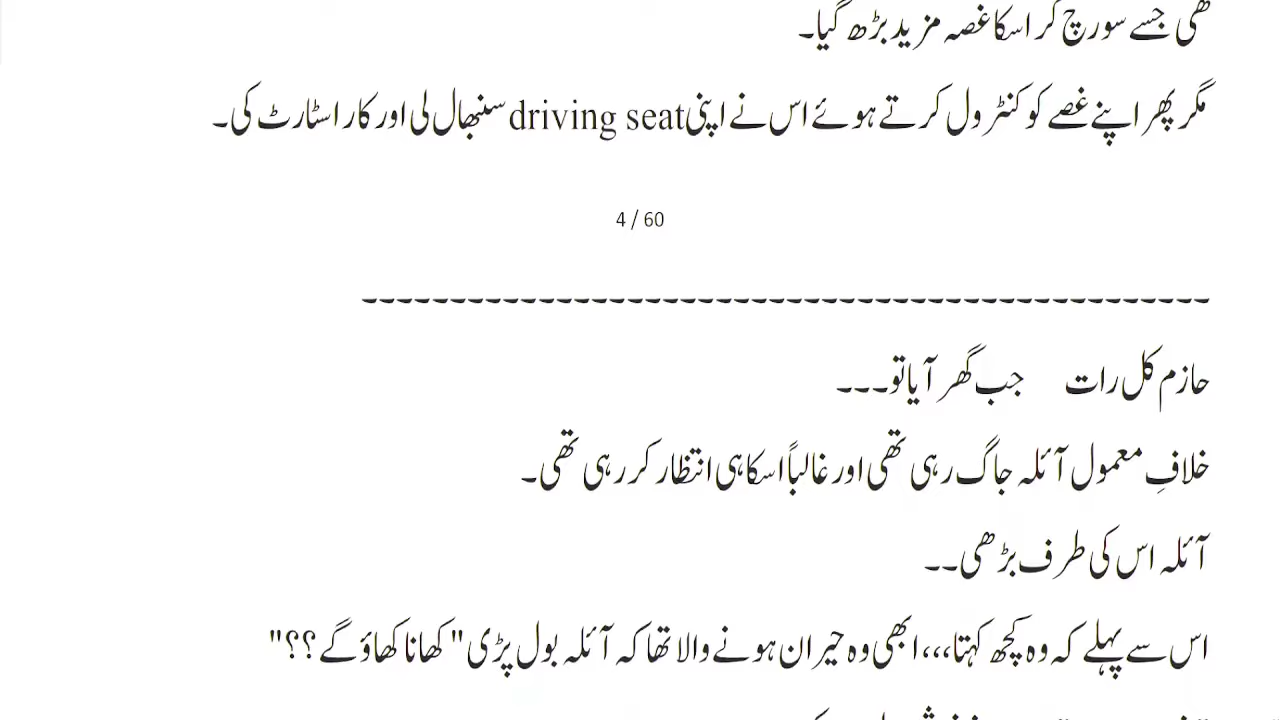 تھی جسے سورچ کر اسکا غصہ مزید بڑھ گیا۔
مگر پھر اپنے غصے کو کنٹرول کرتے ہوئے اس نے اپنی driving seat سنبھال لی اور کار اسٹارٹ کی۔
4 / 60
------------------------------------------------
حازم کل رات جب گھر آیا تو۔۔۔
خلافِ معمول آئلہ جاگ رہی تھی اور غالباً اسکا ہی انتظار کر رہی تھی۔
آئلہ اس کی طرف بڑھی۔۔
اس سے پہلے کہ وہ کچھ کہتا،،،ابھی وہ حیران ہونے والا تھا کہ آئلہ بول پڑی "کھانا کھاؤ گے؟؟"